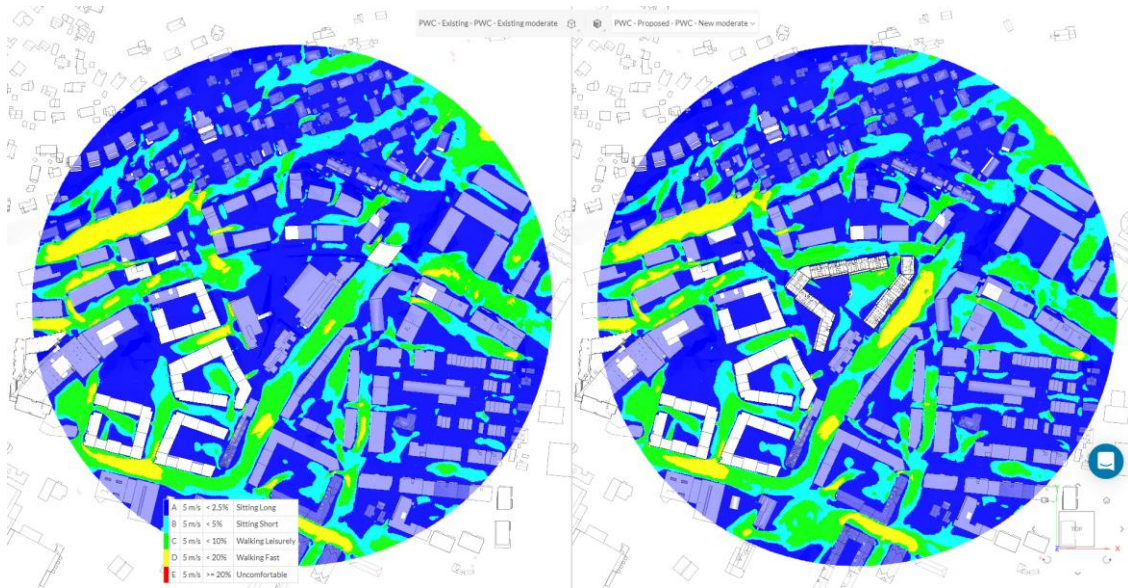 PWC - Existing - PWC - Existing moderate
PWC - Proposed - PWC - New moderate
A 5 m/s < 2.5% Sitting Long
B 5 m/s < 5% Sitting Short
C 5 m/s < 10% Walking Leisurely
D 5 m/s < 20% Walking Fast
E 5 m/s >= 20% Uncomfortable
TOP
X